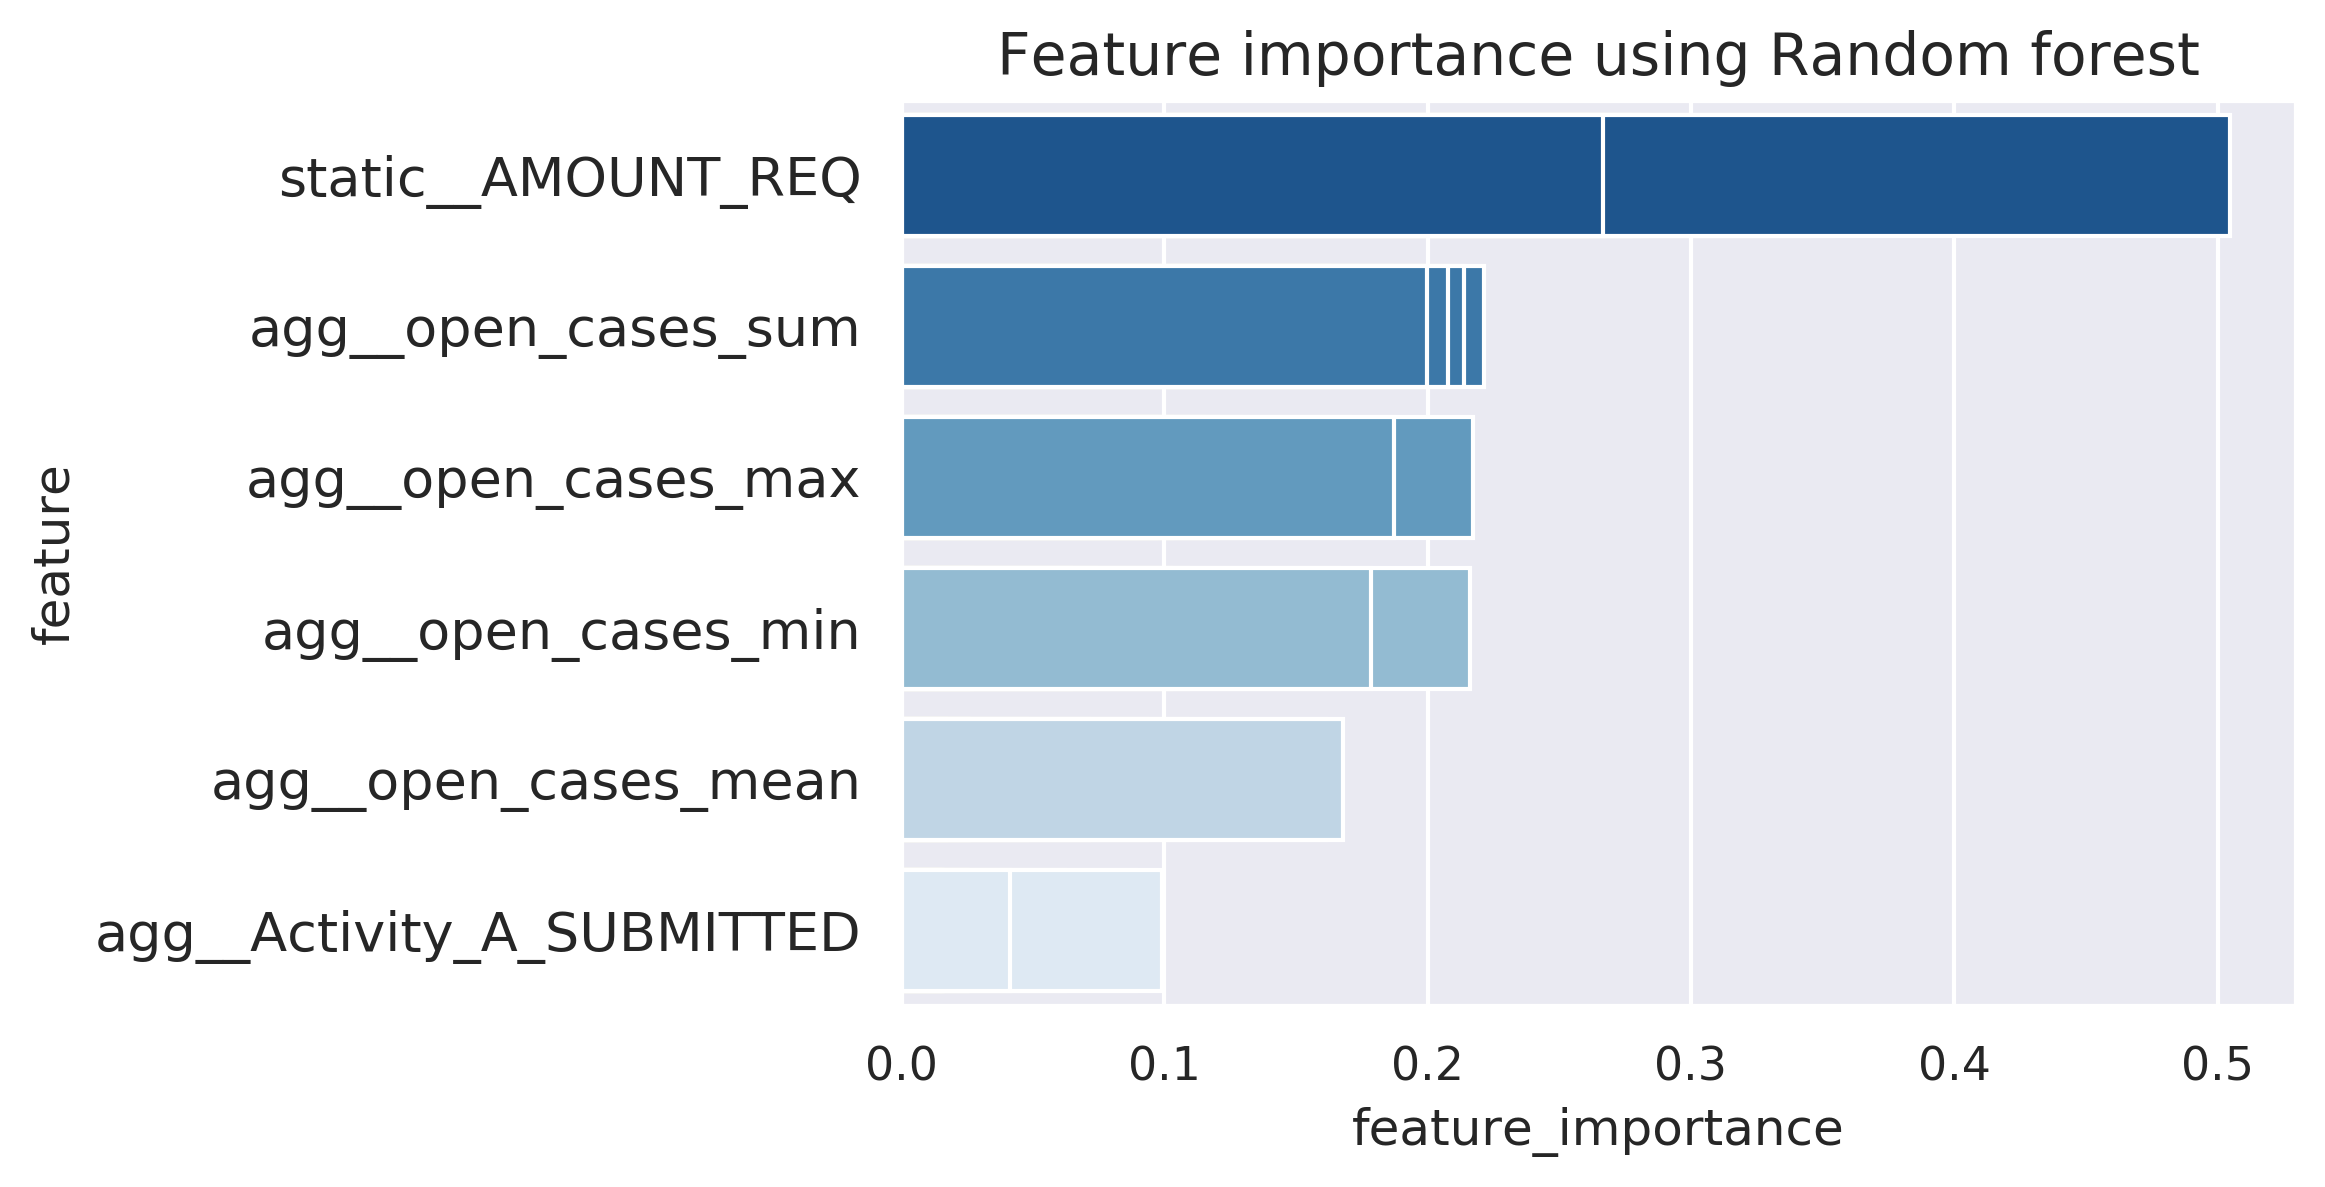 Feature importance using Random forest
static__AMOUNT_REQ
agg__open_cases_sum
agg__open_cases_max
agg__open_cases_min
agg__open_cases_mean
agg__Activity_A_SUBMITTED
feature
0.0 0.1 0.2 0.3 0.4 0.5
feature_importance